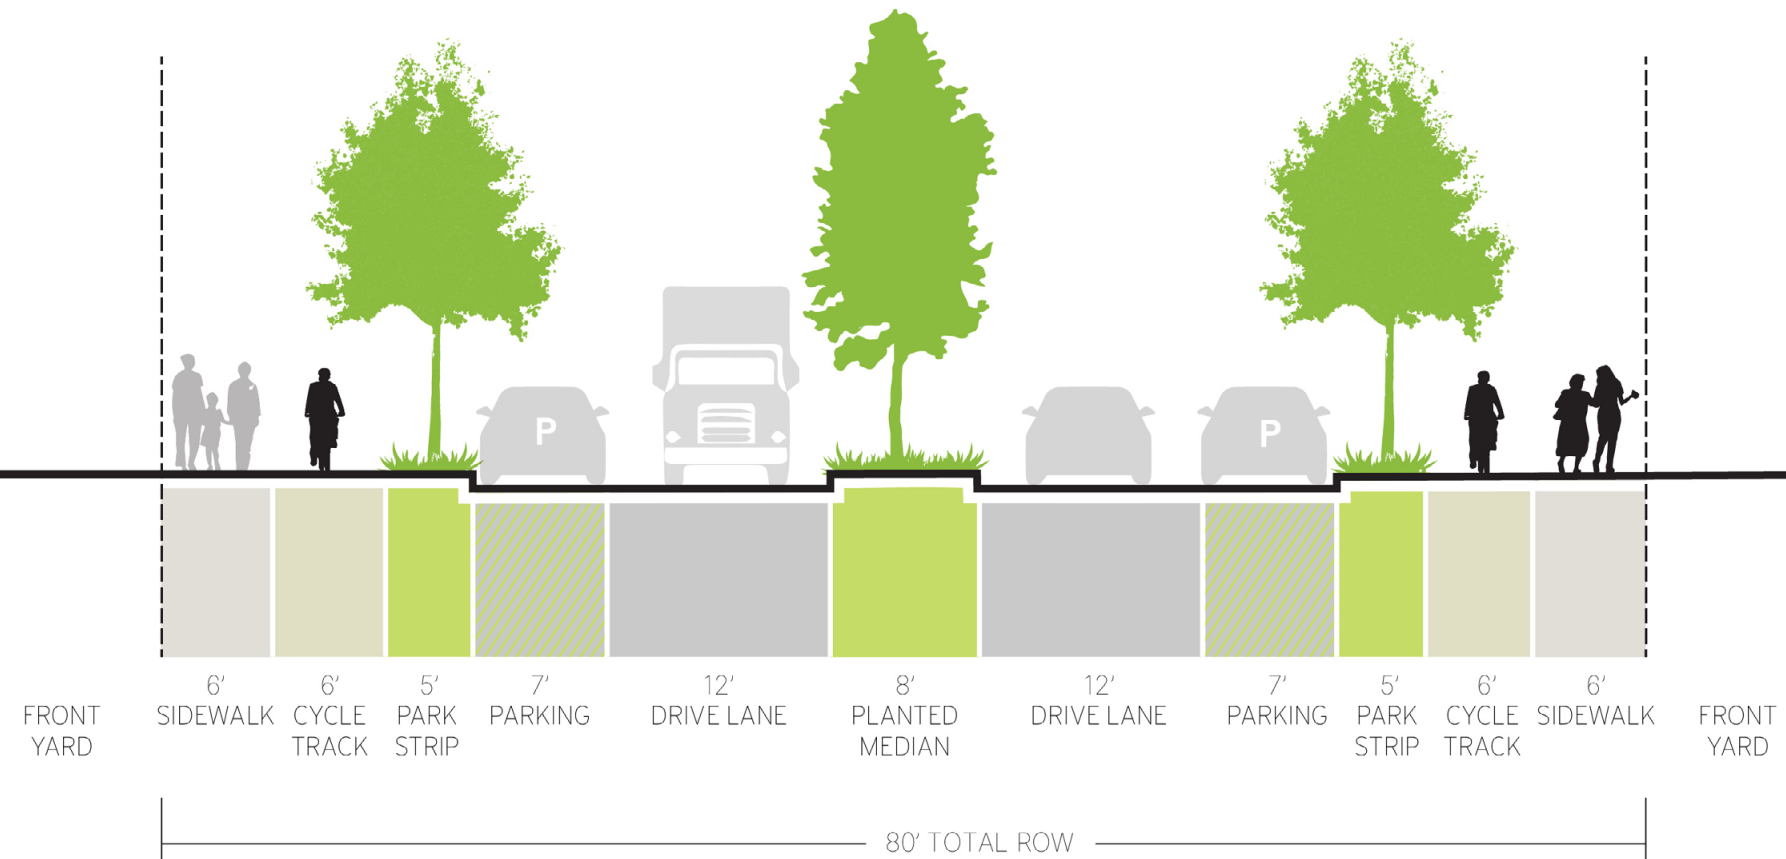 P
P
6’ 6’ 5’ 7’ 12’ 8’ 12’ 7’ 5’ 6’ 6’
FRONT SIDEWALK CYCLE PARK PARKING DRIVE LANE PLANTED DRIVE LANE PARKING PARK CYCLE SIDEWALK FRONT
YARD TRACK STRIP MEDIAN STRIP TRACK YARD
80’ TOTAL ROW